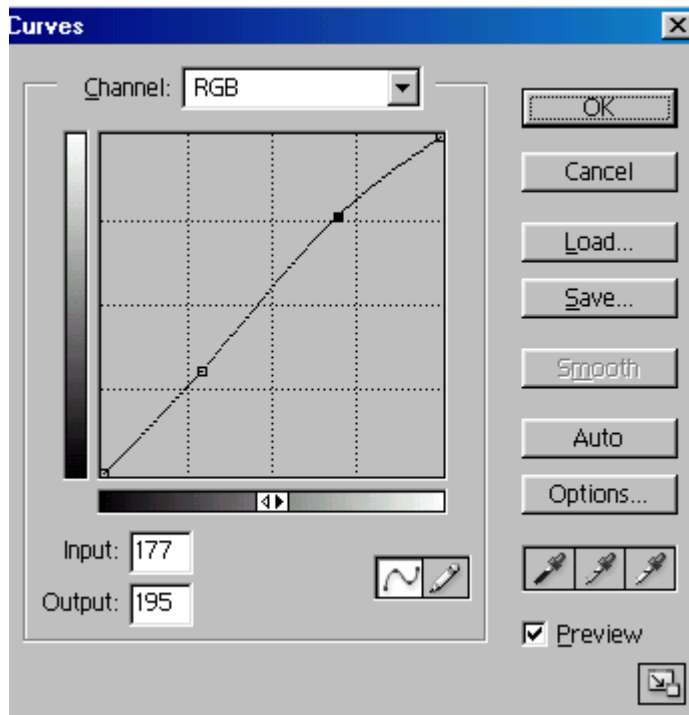 Curves
Channel: RGB
OK
Cancel
Load...
Save...
Smooth
Auto
Options...
Input: 177
Output: 195
Preview